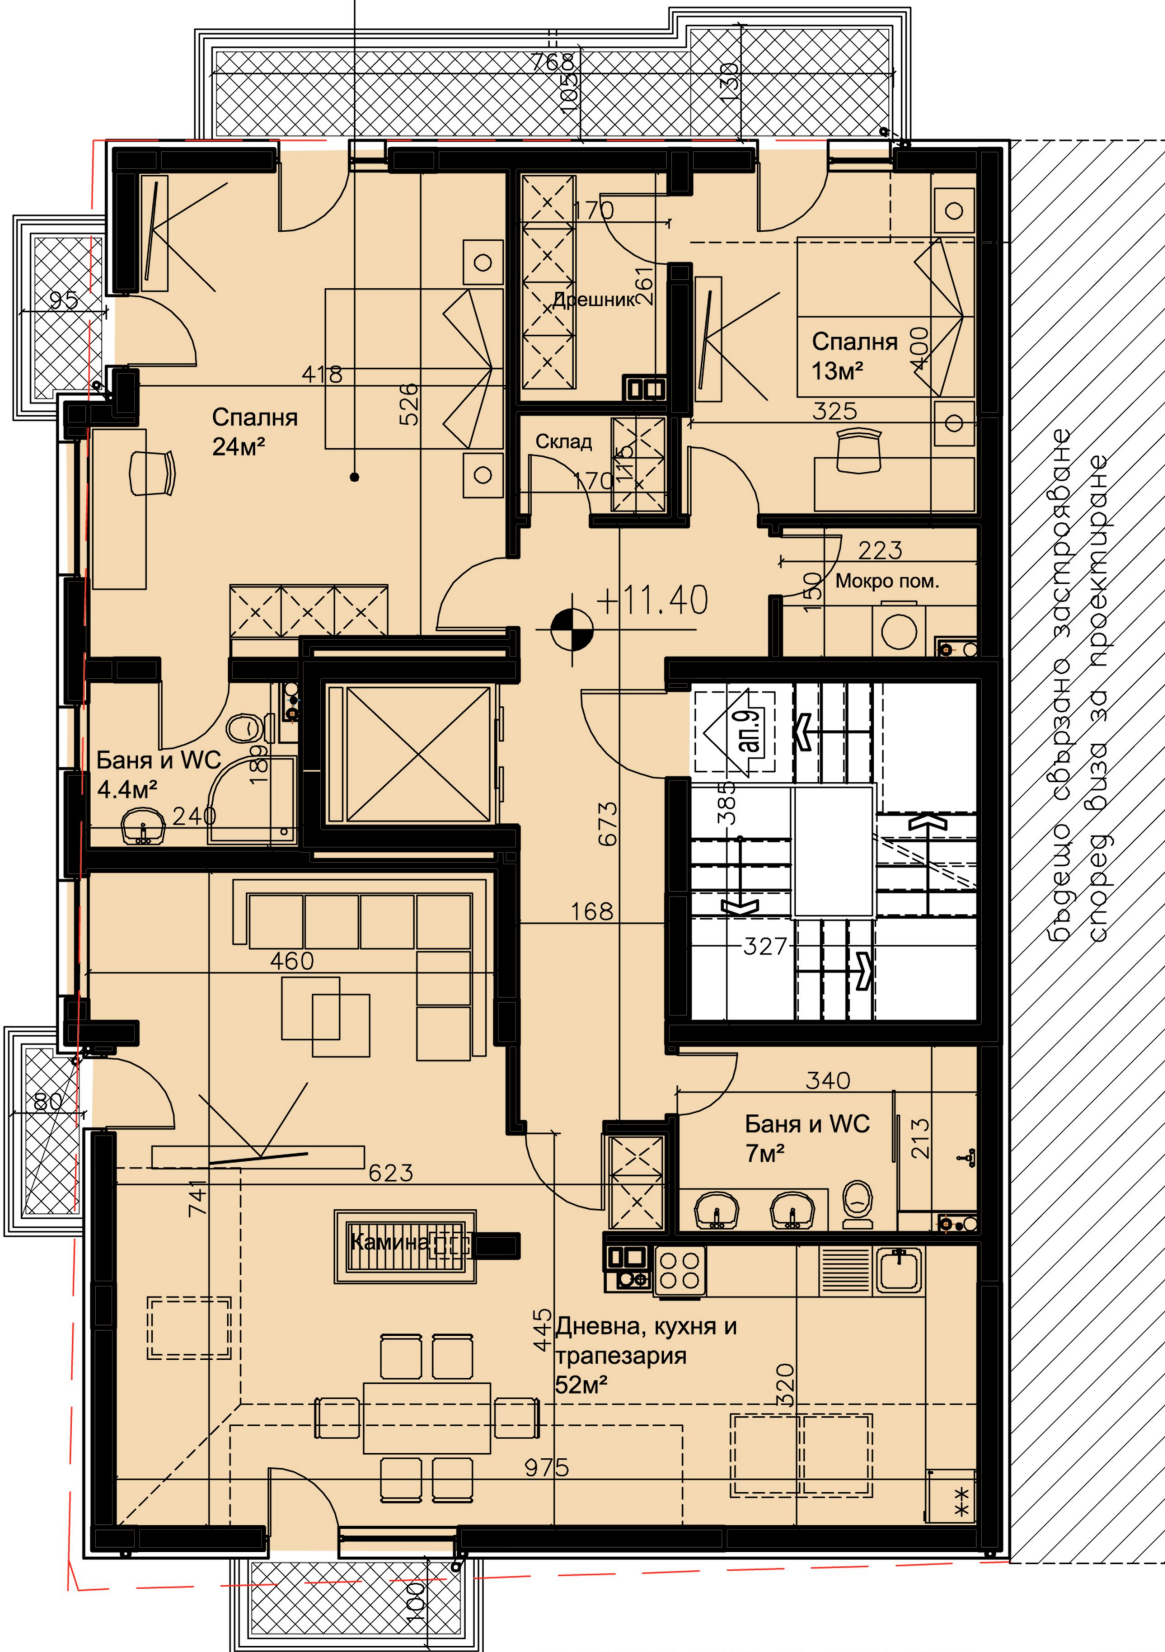 768
105
130
95
170
261
Дрешник
Спалня
13м²
400
325
418
526
Спалня
24м²
Склад
115
170
223
Мокро пом.
150
+11.40
ап.9
Баня и WC
4.4м²
189
240
385
673
168
327
460
бъдещо свързано застрояване
според виза за проектиране
340
Баня и WC
7м²
213
80
623
741
Камина
445
Дневна, кухня и
трапезария
52м²
320
975
**
100